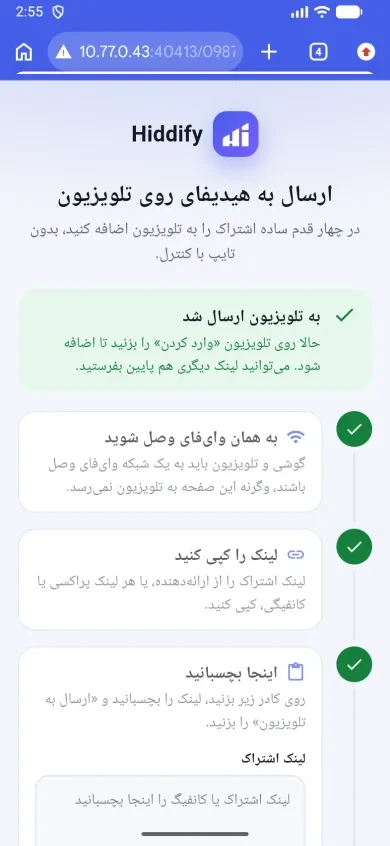 2:55
10.77.0.43:40413/0987
4
Hiddify
ارسال به هیدیفای روی تلویزیون
در چهار قدم ساده اشتراک را به تلویزیون اضافه کنید، بدون
تایپ با کنترل.
به تلویزیون ارسال شد
حالا روی تلویزیون «وارد کردن» را بزنید تا اضافه
شود. می‌توانید لینک دیگری هم پایین بفرستید.
به همان وای‌فای وصل شوید
گوشی و تلویزیون باید به یک شبکه وای‌فای وصل
باشند، وگرنه این صفحه به تلویزیون نمی‌رسد.
لینک را کپی کنید
لینک اشتراک را از ارائه‌دهنده، یا هر لینک پراکسی یا
کانفیگی، کپی کنید.
اینجا بچسبانید
روی کادر زیر بزنید، لینک را بچسبانید و «ارسال به
تلویزیون» را بزنید.
لینک اشتراک
لینک اشتراک یا کانفیگ را اینجا بچسبانید